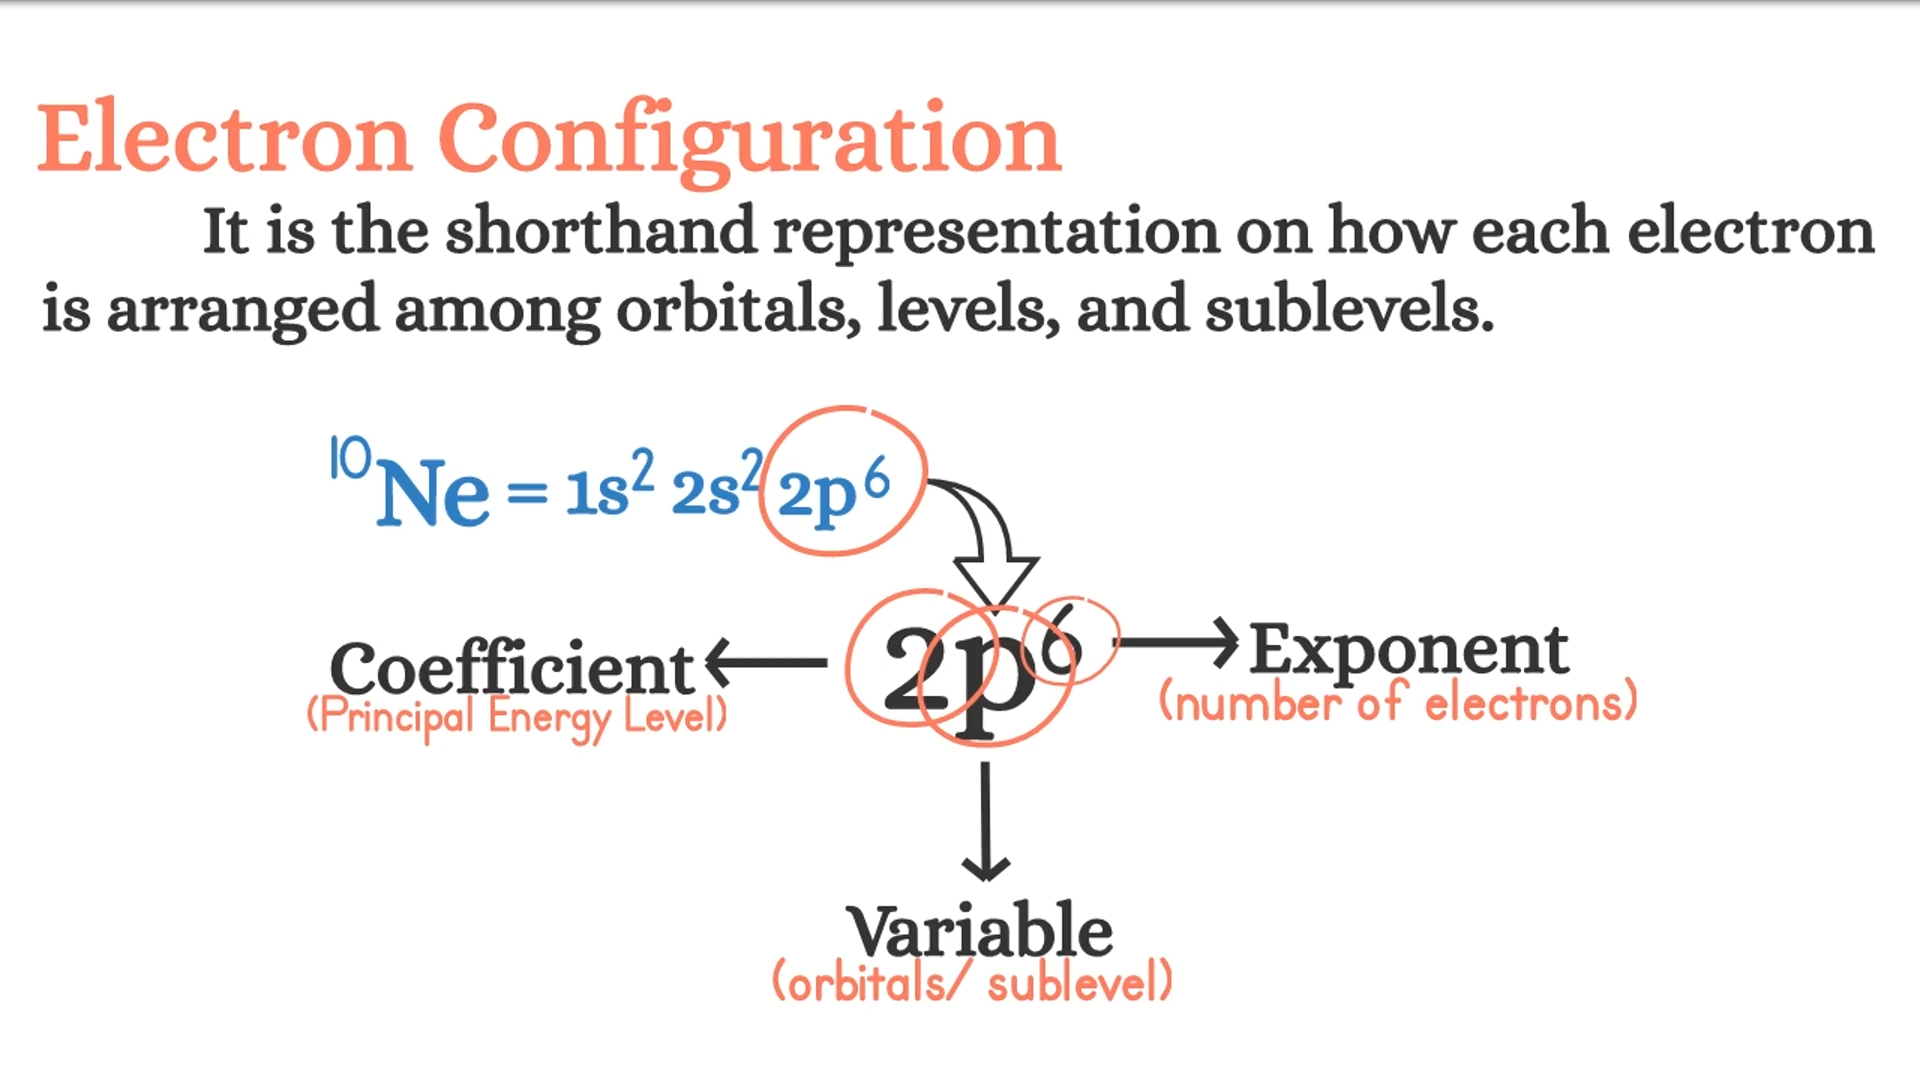 Electron Configuration
It is the shorthand representation on how each electron
is arranged among orbitals, levels, and sublevels.
¹⁰Ne = 1s² 2s² 2p⁶
2p⁶
Coefficient
(Principal Energy Level)
Exponent
(number of electrons)
Variable
(orbitals/ sublevel)